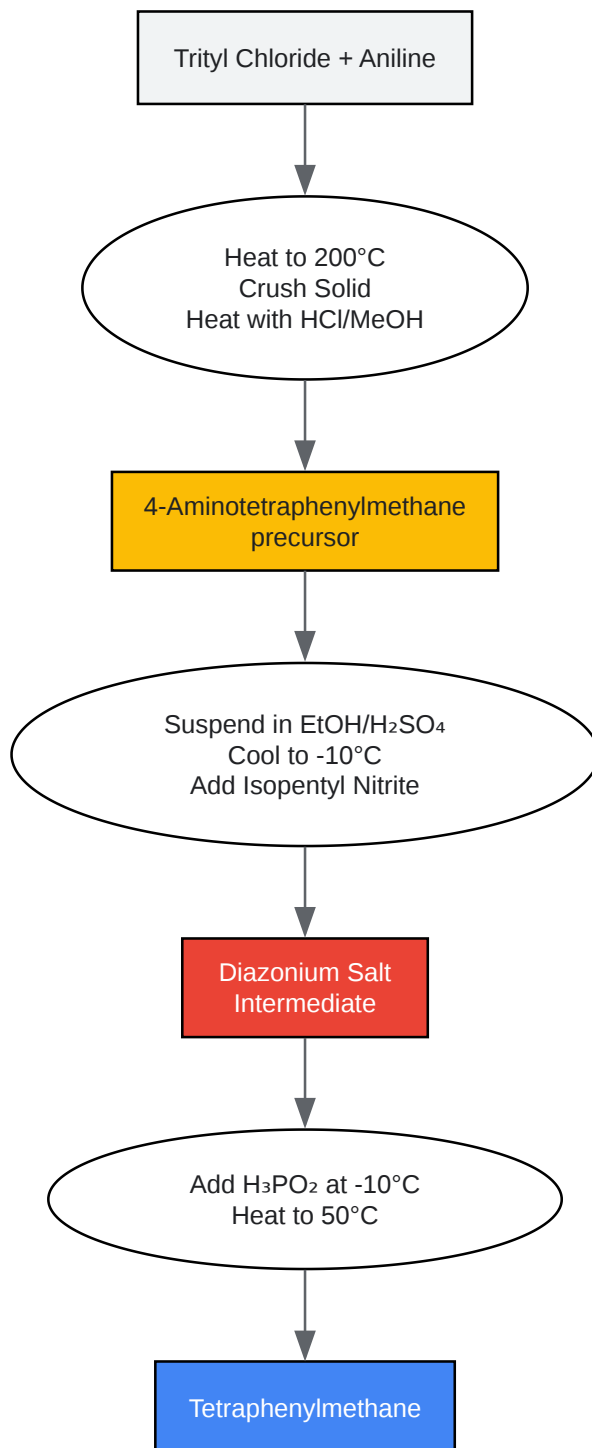 Trityl Chloride + Aniline
Heat to 200°C
Crush Solid
Heat with HCl/MeOH
4-Aminotetraphenylmethane
precursor
Suspend in EtOH/H₂SO₄
Cool to -10°C
Add Isopentyl Nitrite
Diazonium Salt
Intermediate
Add H₃PO₂ at -10°C
Heat to 50°C
Tetraphenylmethane